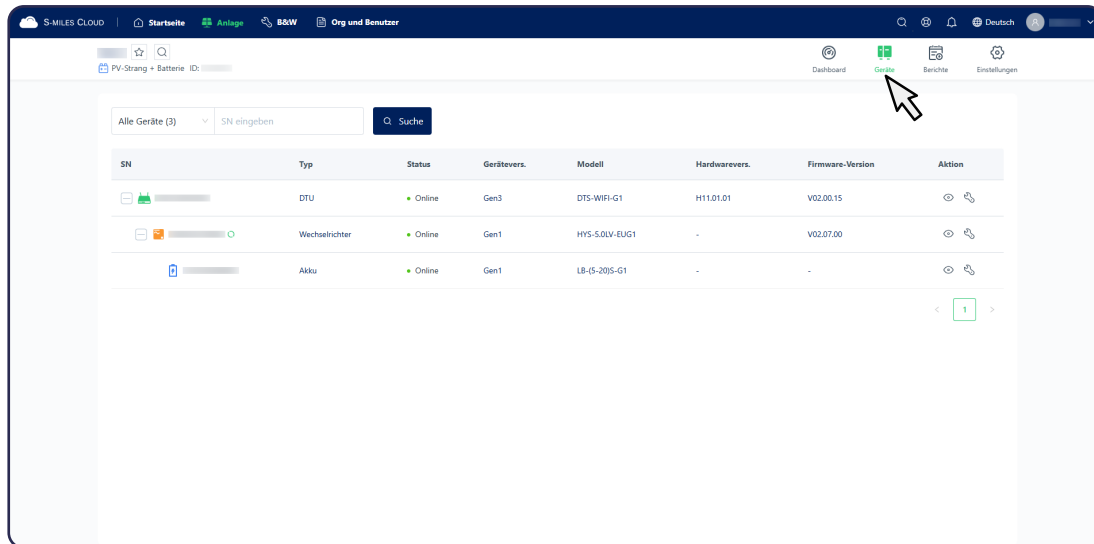 S-MILES CLOUD Startseite Anlage B&W Org und Benutzer Deutsch
PV-Strang + Batterie ID:
Dashboard Geräte Berichte Einstellungen
Alle Geräte (3) SN eingeben Suche
SN Typ Status Gerätevers. Modell Hardwarevers. Firmware-Version Aktion
DTU Online Gen3 DTS-WIFI-G1 H11.01.01 V02.00.15
Wechselrichter Online Gen1 HYS-5.0LV-EUG1 - V02.07.00
Akku Online Gen1 LB-(5-20)S-G1 - -
< 1 >